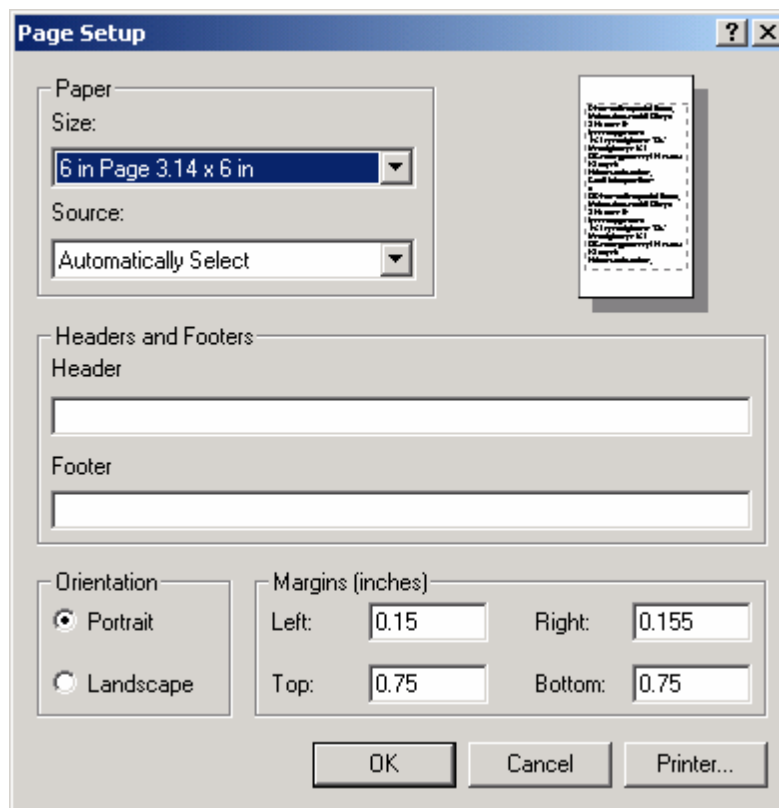 Page Setup
Paper
Size:
6 in Page 3.14 x 6 in
Source:
Automatically Select
Headers and Footers
Header
Footer
Orientation
Portrait
Landscape
Margins (inches)
Left: 0.15 Right: 0.155
Top: 0.75 Bottom: 0.75
OK Cancel Printer...